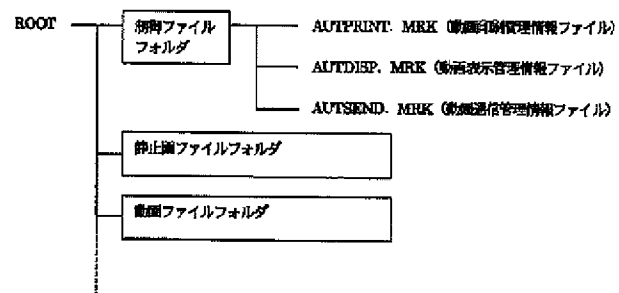 ROOT
制御ファイル
フォルダ
AUTPRINT. MRK (動画印刷管理情報ファイル)
AUTDISP. MRK (動画表示管理情報ファイル)
AUTSEND. MRK (動画送信管理情報ファイル)
静止画ファイルフォルダ
動画ファイルフォルダ